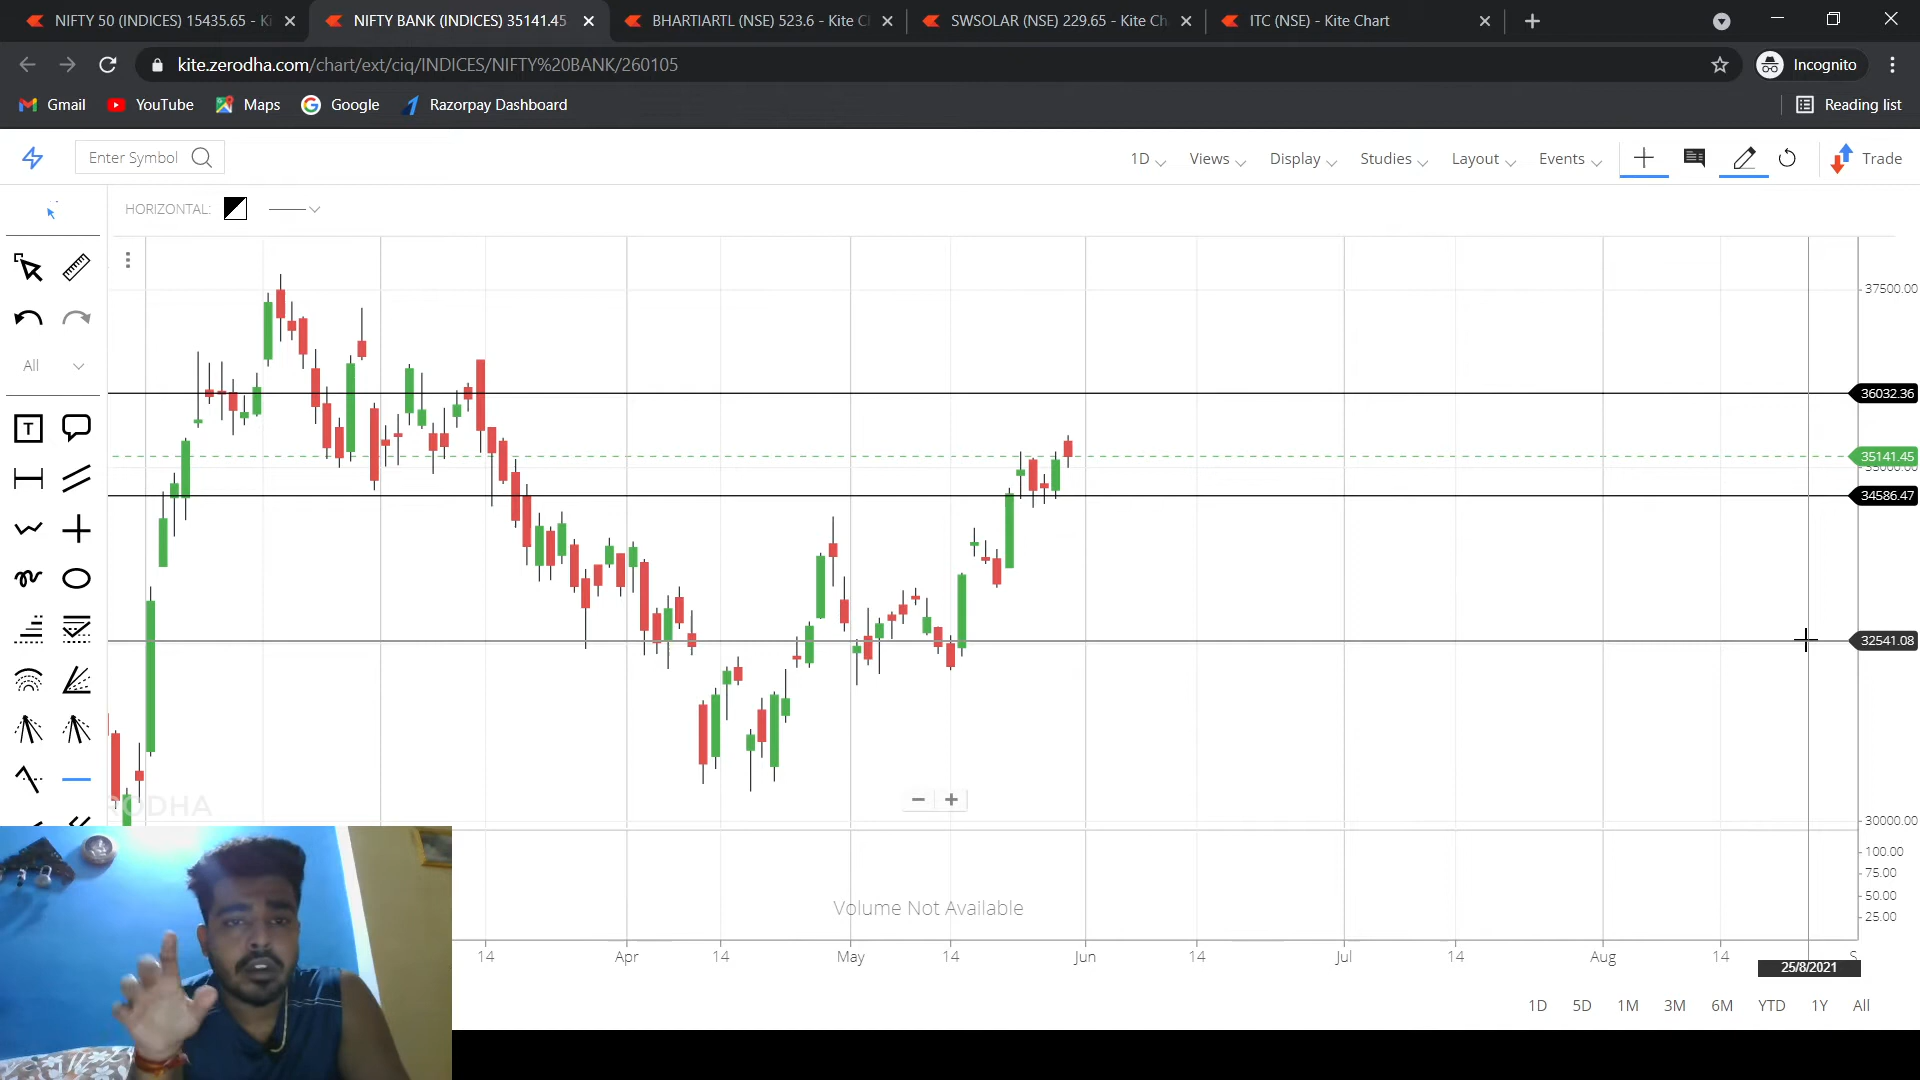 NIFTY 50 (INDICES) 15435.65 - Ki
NIFTY BANK (INDICES) 35141.45
BHARTIARTL (NSE) 523.6 - Kite C
SWSOLAR (NSE) 229.65 - Kite Ch
ITC (NSE) - Kite Chart
kite.zerodha.com/chart/ext/ciq/INDICES/NIFTY%20BANK/260105
Incognito
Gmail
YouTube
Maps
Google
Razorpay Dashboard
Reading list
Enter Symbol
1D
Views
Display
Studies
Layout
Events
Trade
HORIZONTAL:
37500.00
All
36032.36
T
35141.45
35000.00
34586.47
32541.08
RODHA
30000.00
100.00
75.00
Volume Not Available
50.00
25.00
14
Apr
14
May
14
Jun
14
Jul
14
Aug
14
S
25/8/2021
1D
5D
1M
3M
6M
YTD
1Y
All